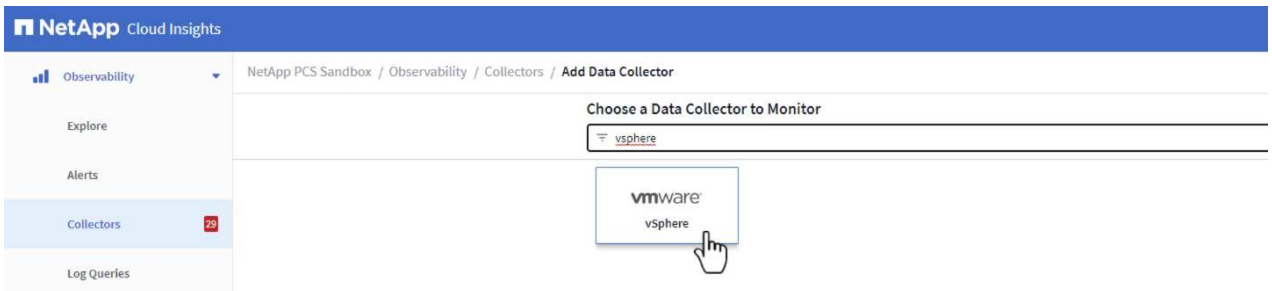 NetApp Cloud Insights
Observability
NetApp PCS Sandbox / Observability / Collectors / Add Data Collector
Choose a Data Collector to Monitor
vsphere
Explore
Alerts
vmware
vSphere
Collectors 29
Log Queries